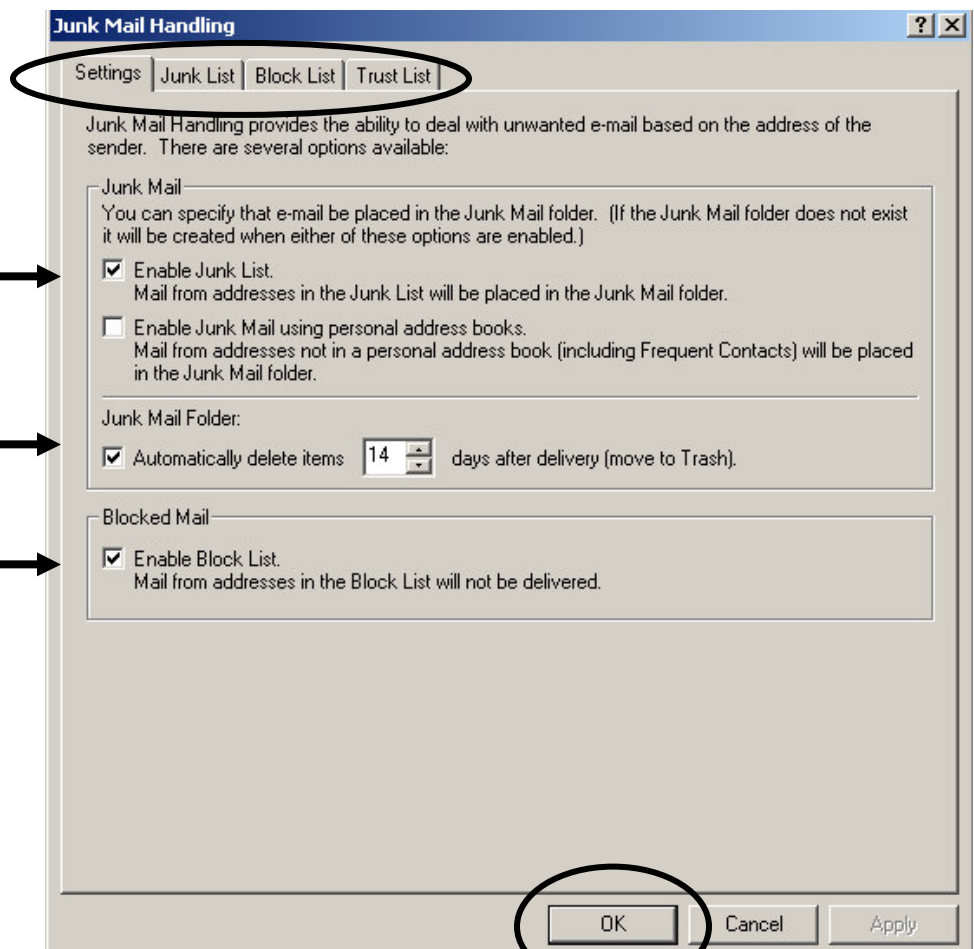 Junk Mail Handling
Settings Junk List Block List Trust List
Junk Mail Handling provides the ability to deal with unwanted e-mail based on the address of the
sender. There are several options available:
Junk Mail
You can specify that e-mail be placed in the Junk Mail folder. (If the Junk Mail folder does not exist
it will be created when either of these options are enabled.)
Enable Junk List.
Mail from addresses in the Junk List will be placed in the Junk Mail folder.
Enable Junk Mail using personal address books.
Mail from addresses not in a personal address book (including Frequent Contacts) will be placed
in the Junk Mail folder.
Junk Mail Folder:
Automatically delete items 14 days after delivery (move to Trash).
Blocked Mail
Enable Block List.
Mail from addresses in the Block List will not be delivered.
OK Cancel Apply